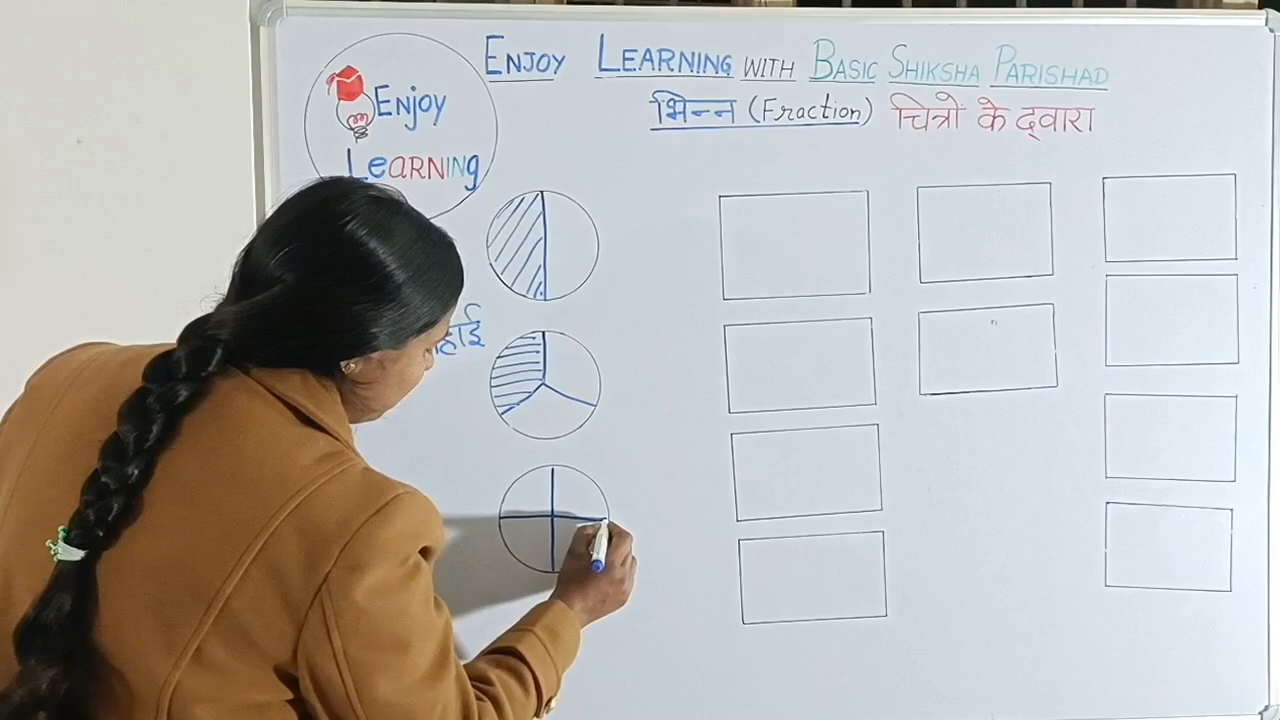 ENJOY LEARNING WITH BASIC SHIKSHA PARISHAD
भिन्न (Fraction) चित्रों के द्वारा
Enjoy
LeARNINg